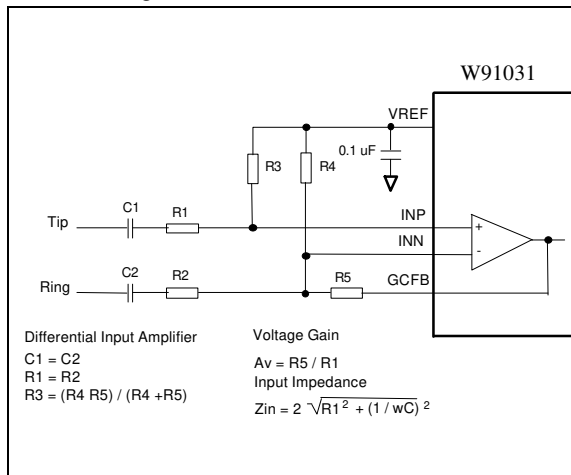 W91031
VREF
0.1 uF
R3
R4
C1
R1
Tip
INP
+
INN
-
C2
R2
R5
GCFB
Ring
Differential Input Amplifier
C1 = C2
R1 = R2
R3 = (R4 R5) / (R4 +R5)
Voltage Gain
Av = R5 / R1
Input Impedance
Zin = 2 √R1² + (1 / wC) ²